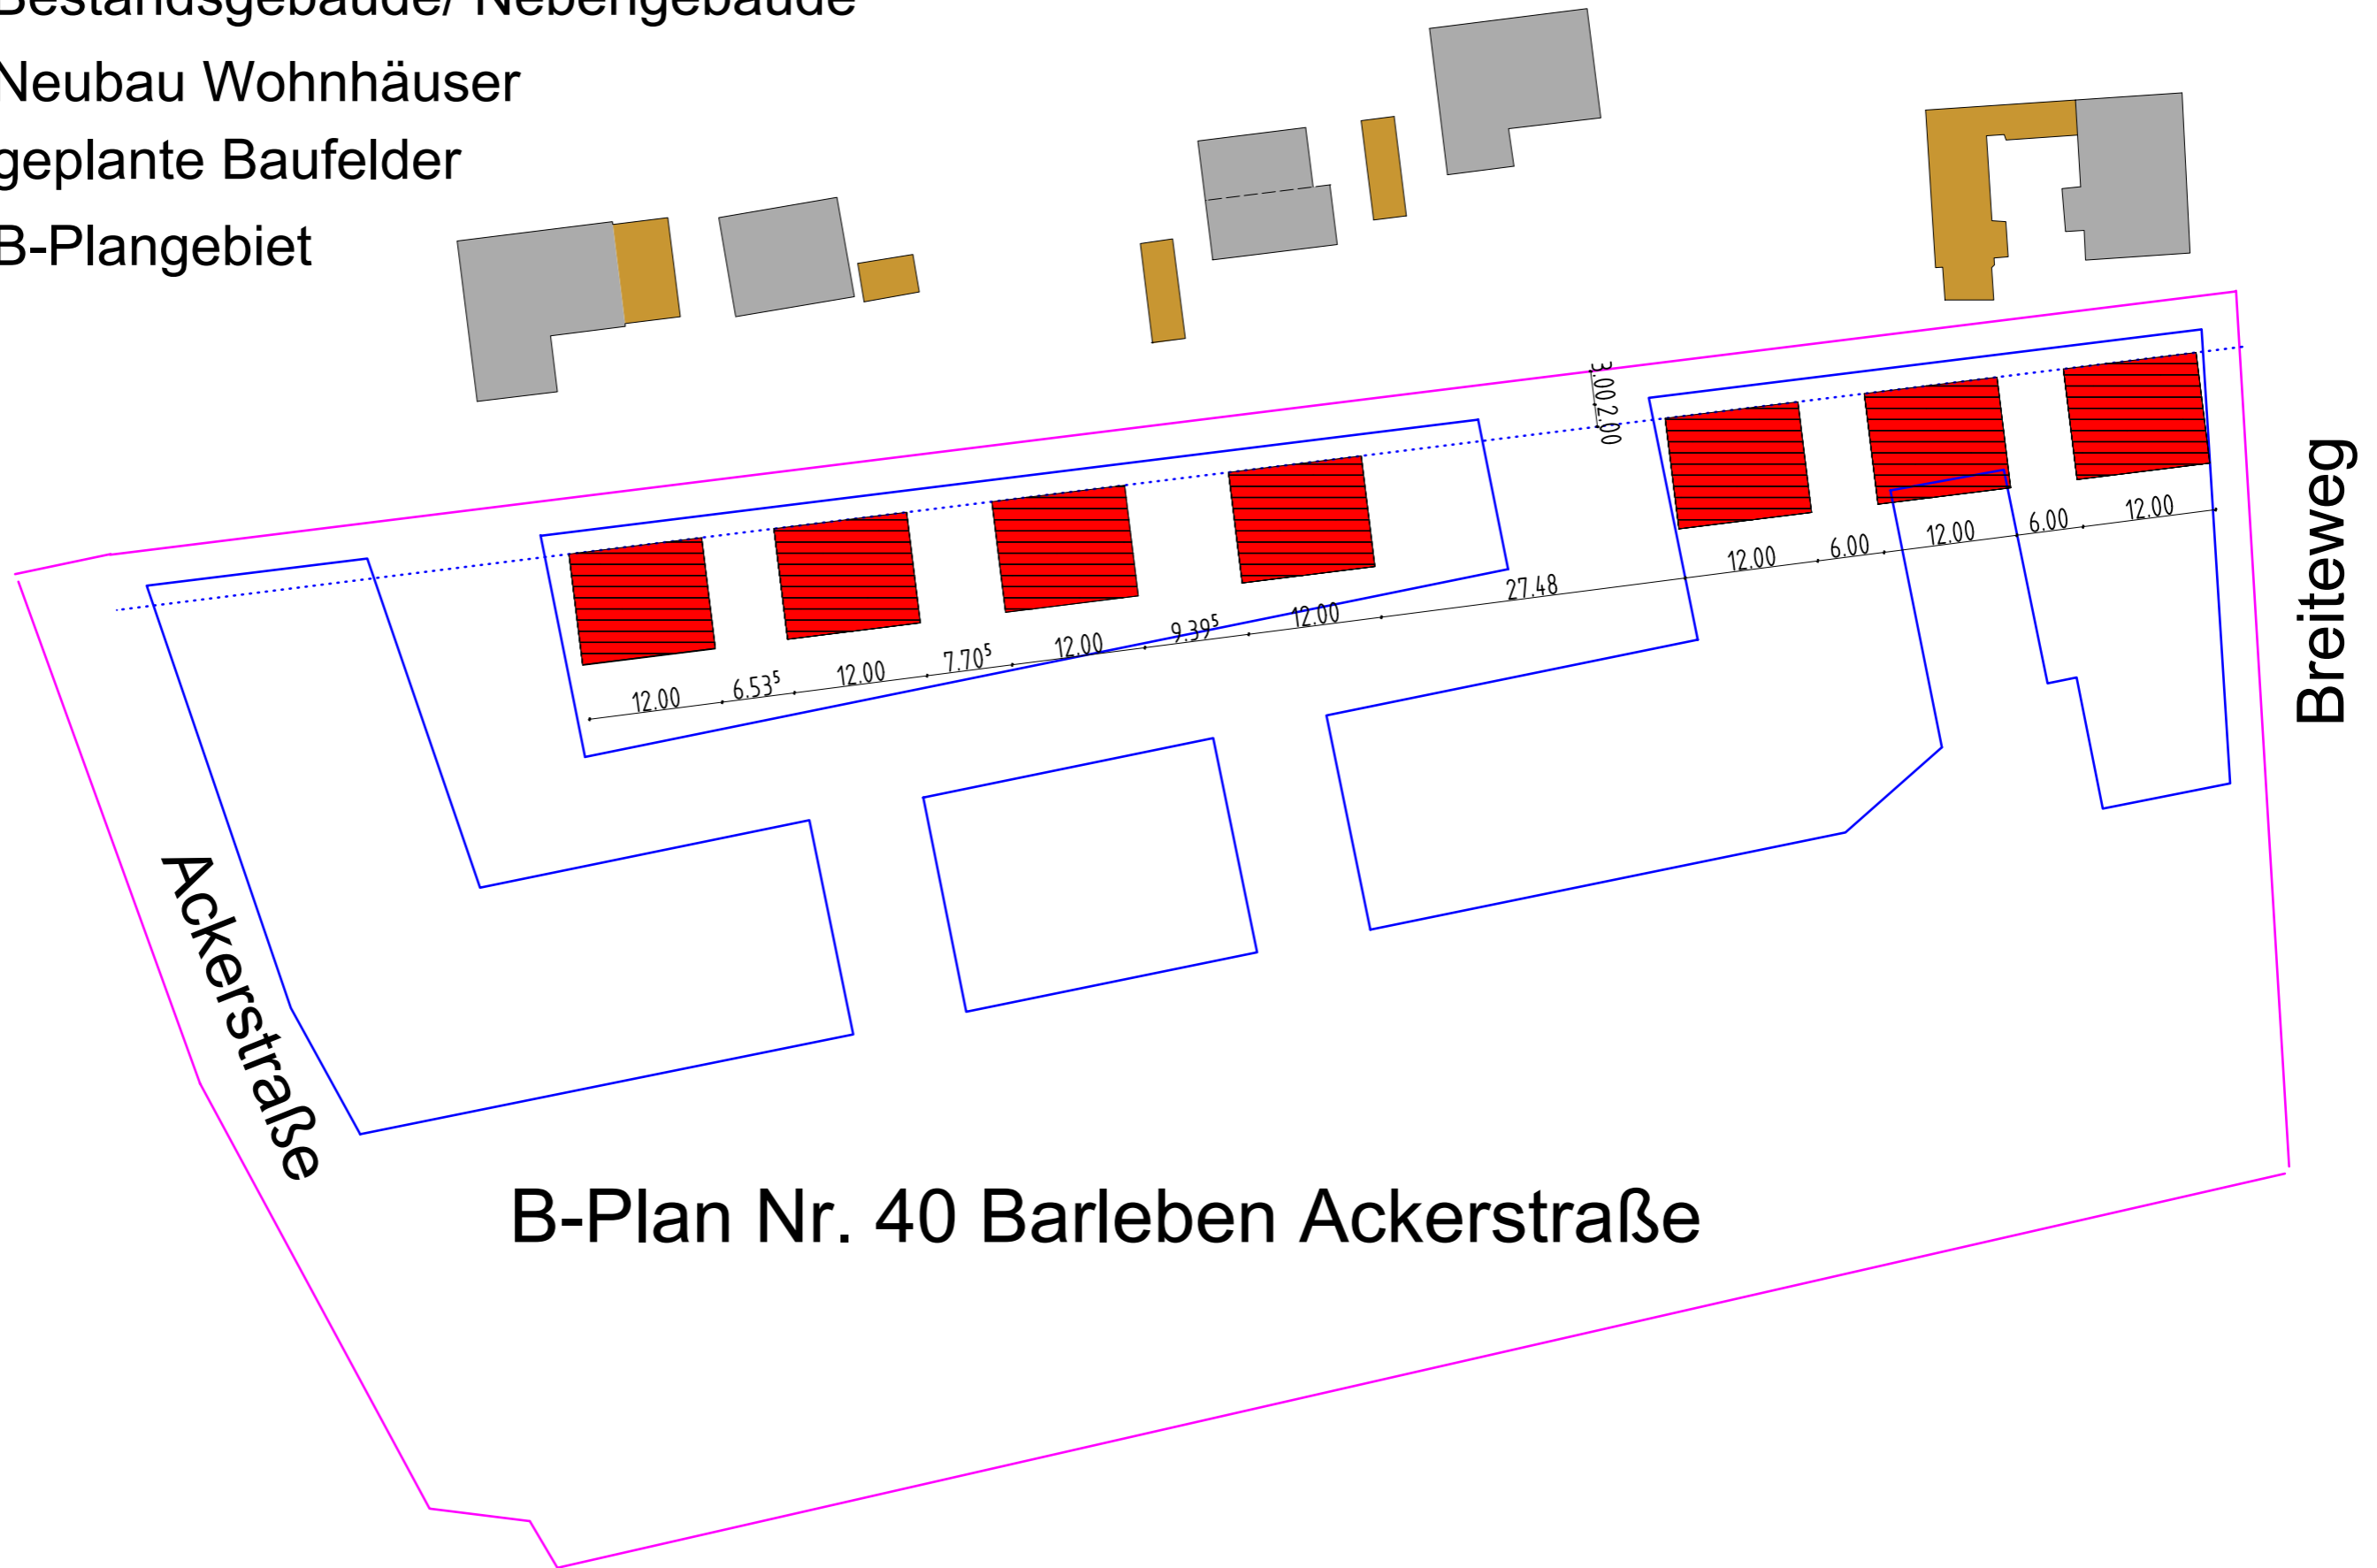 Bestandsgebäude/ Nebengebäude
Neubau Wohnhäuser
geplante Baufelder
B-Plangebiet
3.00
2.00
Breiteweg
12.00
6.53⁵
12.00
7.70⁵
12.00
9.39⁵
12.00
27.48
12.00
6.00
12.00
6.00
12.00
Ackerstraße
B-Plan Nr. 40 Barleben Ackerstraße